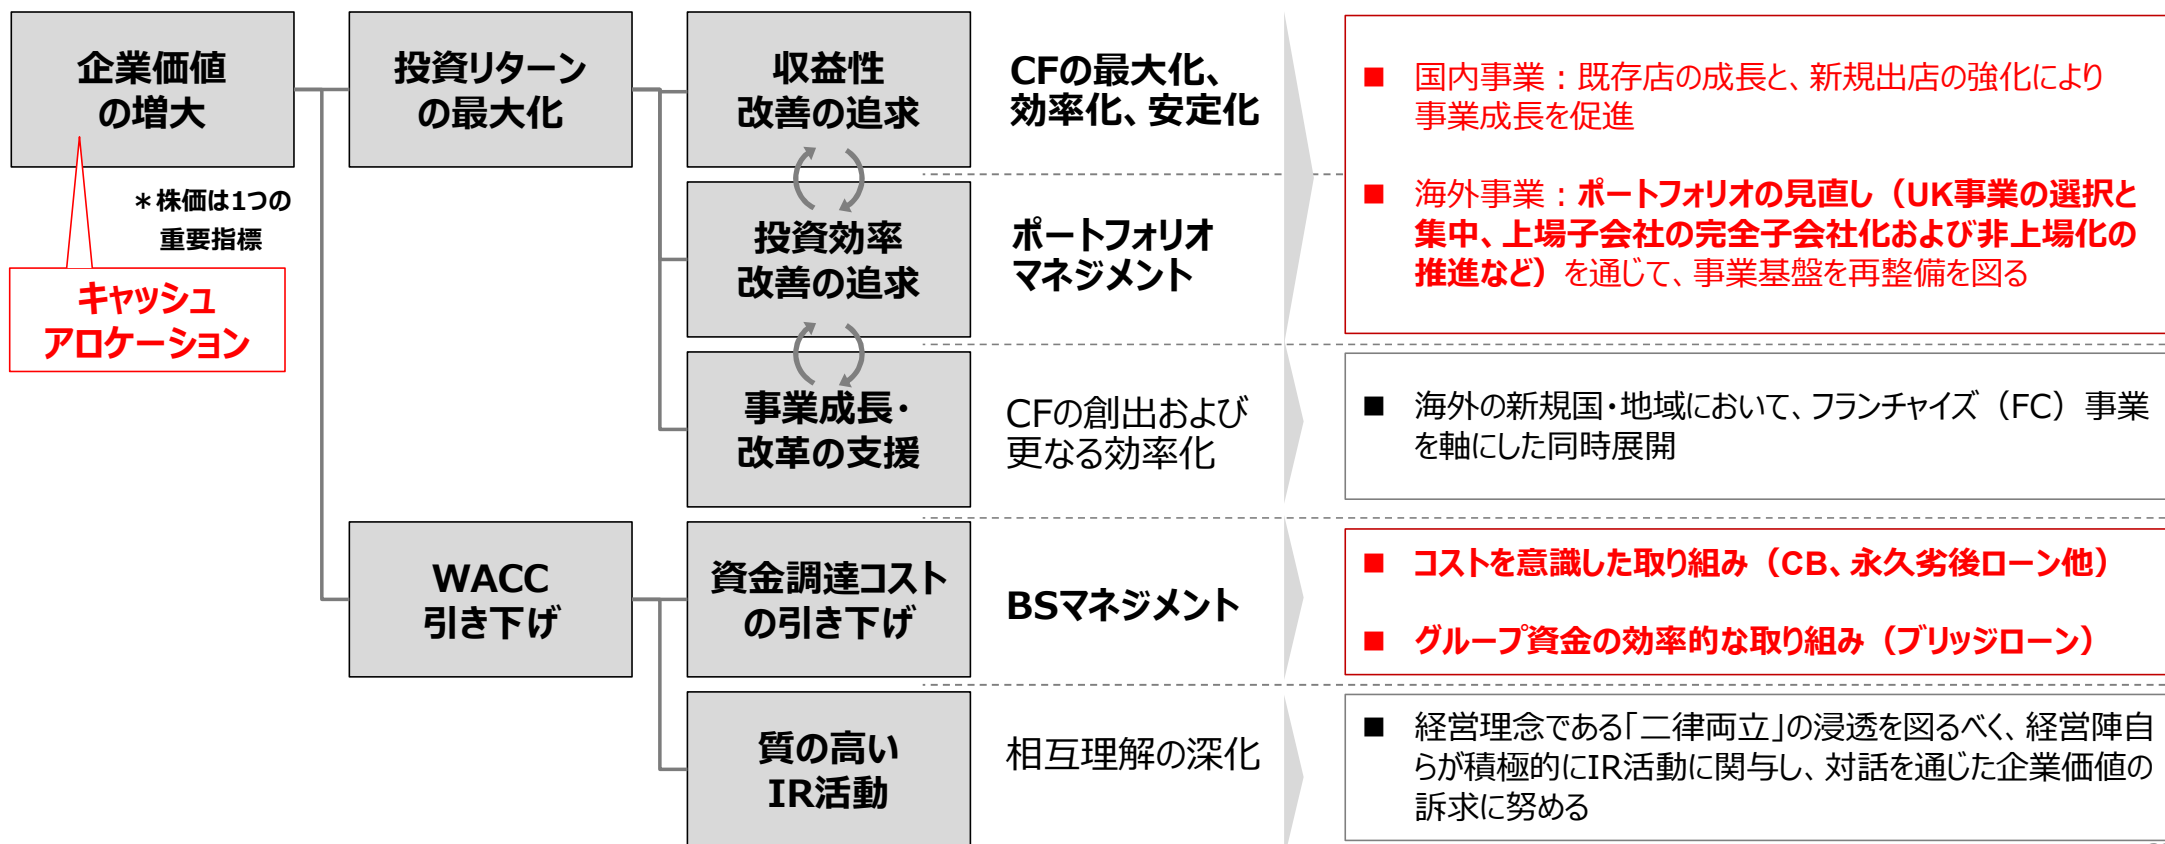 企業価値
の増大
投資リターン
の最大化
収益性
改善の追求
CFの最大化、
効率化、安定化
■ 国内事業：既存店の成長と、新規出店の強化により
事業成長を促進
＊株価は1つの
重要指標
キャッシュ
アロケーション
投資効率
改善の追求
ポートフォリオ
マネジメント
■ 海外事業：ポートフォリオの見直し（UK事業の選択と
集中、上場子会社の完全子会社化および非上場化の
推進など）を通じて、事業基盤を再整備を図る
事業成長・
改革の支援
CFの創出および
更なる効率化
■ 海外の新規国・地域において、フランチャイズ（FC）事業
を軸にした同時展開
WACC
引き下げ
資金調達コスト
の引き下げ
BSマネジメント
■ コストを意識した取り組み（CB、永久劣後ローン他）
■ グループ資金の効率的な取り組み（ブリッジローン）
質の高い
IR活動
相互理解の深化
■ 経営理念である「二律両立」の浸透を図るべく、経営陣自
らが積極的にIR活動に関与し、対話を通じた企業価値の
訴求に努める